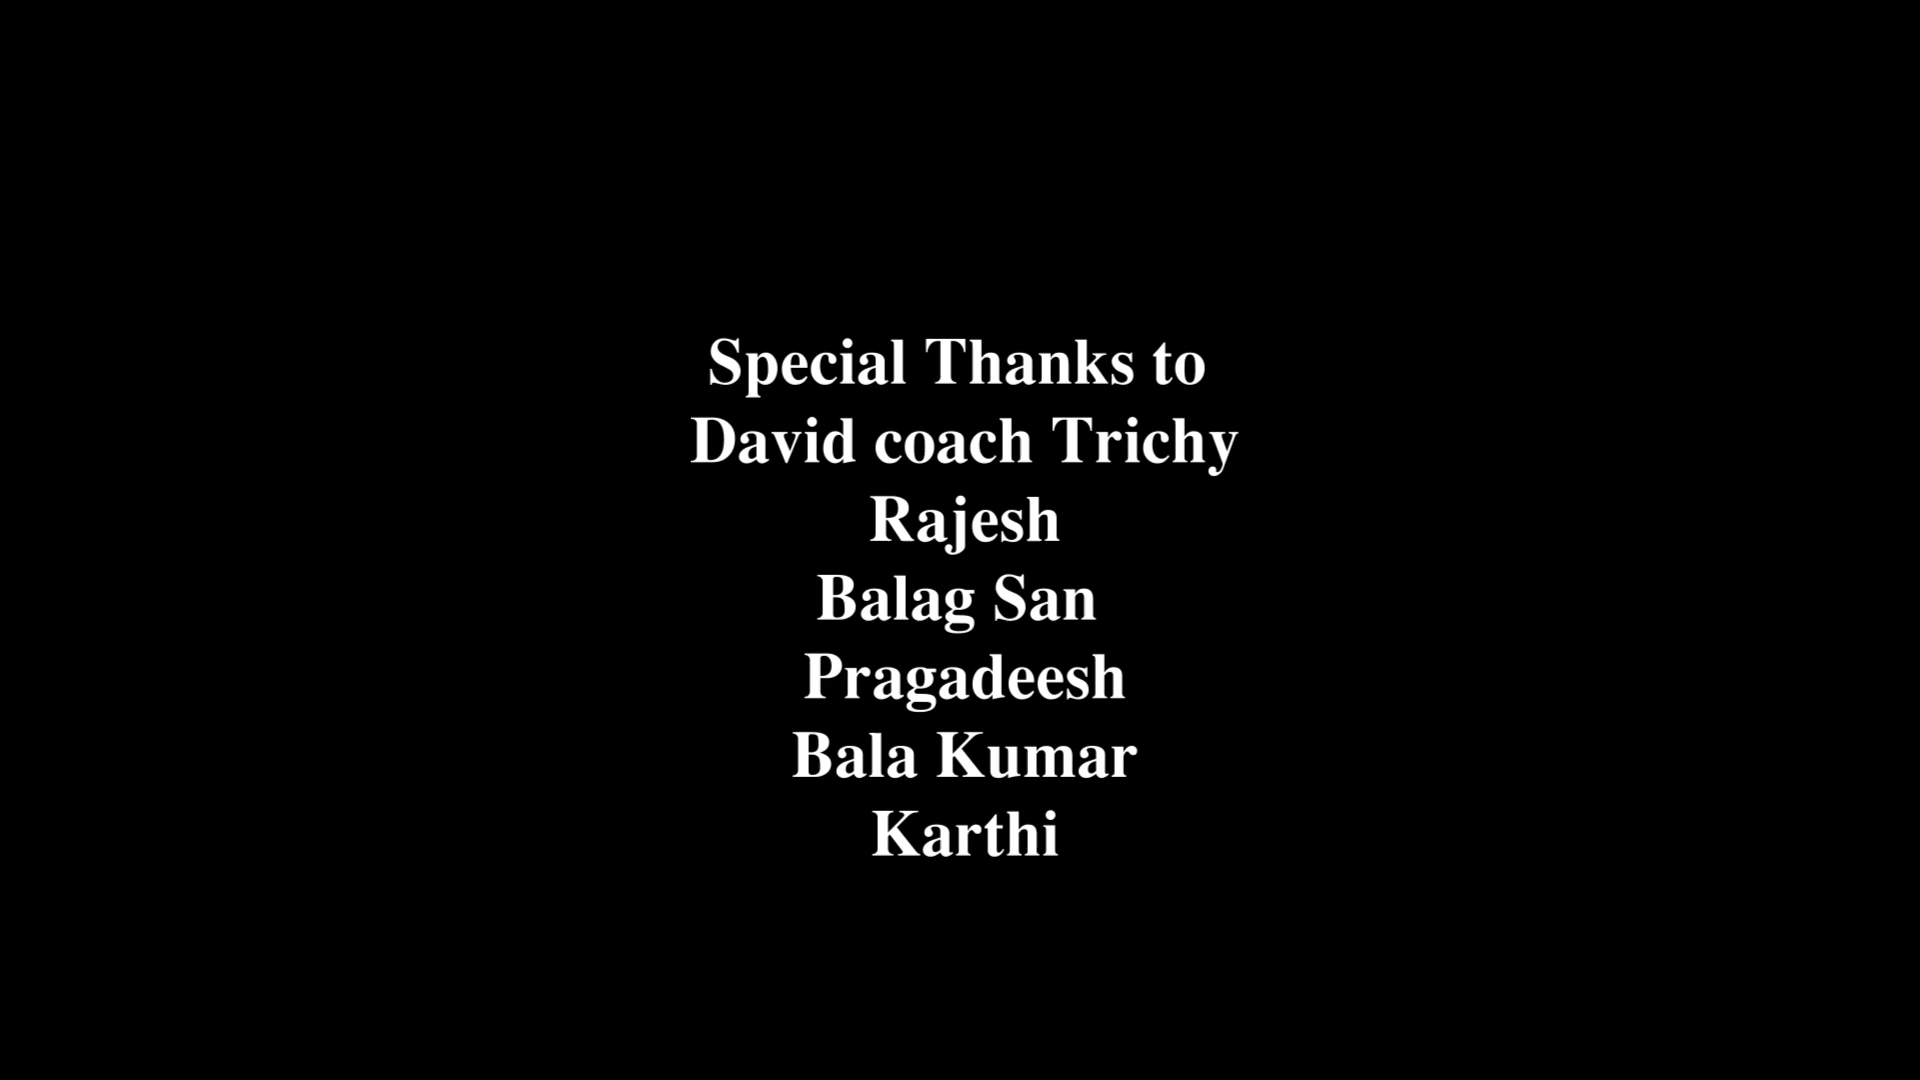 Special Thanks to
David coach Trichy
Rajesh
Balag San
Pragadeesh
Bala Kumar
Karthi